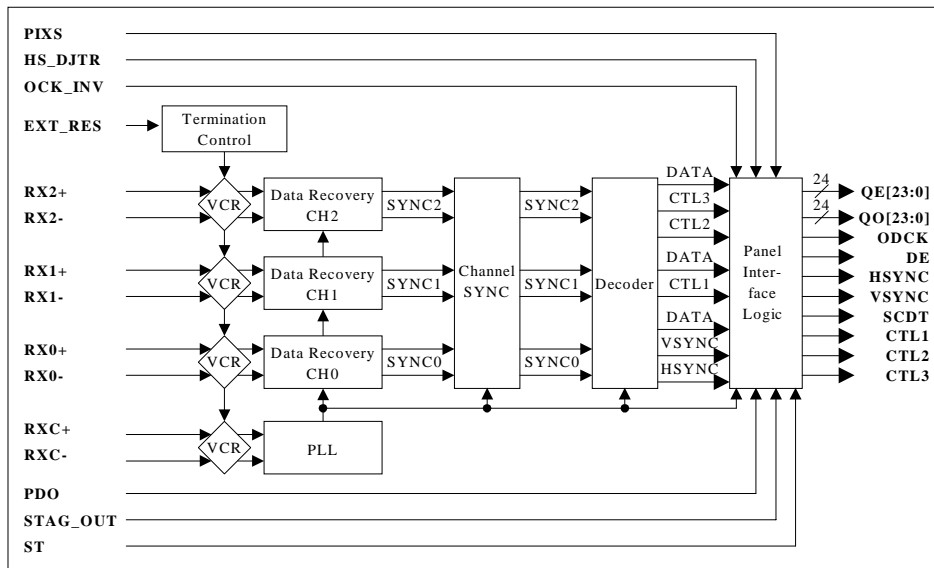 PIXS
HS_DJTR
OCK_INV
EXT_RES
Termination
Control
RX2+
RX2-
VCR
Data Recovery
CH2
SYNC2
SYNC2
DATA
CTL3
CTL2
24
QE[23:0]
24
QO[23:0]
ODCK
DE
HSYNC
VSYNC
SCDT
CTL1
CTL2
CTL3
RX1+
RX1-
VCR
Data Recovery
CH1
SYNC1
Channel
SYNC
SYNC1
Decoder
DATA
CTL1
Panel
Inter-
face
Logic
RX0+
RX0-
VCR
Data Recovery
CH0
SYNC0
SYNC0
DATA
VSYNC
HSYNC
RXC+
RXC-
VCR
PLL
PDO
STAG_OUT
ST